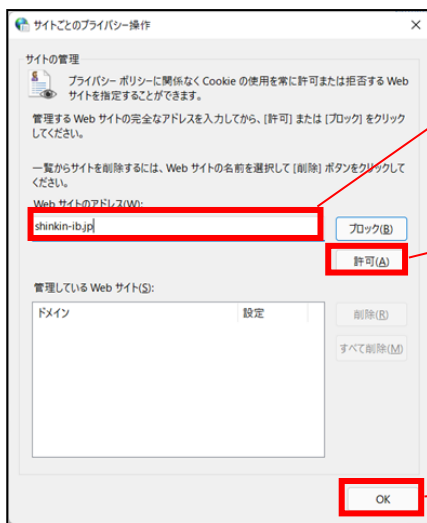 サイトごとのプライバシー操作
サイトの管理
プライバシー ポリシーに関係なく Cookie の使用を常に許可または拒否する Web
サイトを指定することができます。
管理する Web サイトの完全なアドレスを入力してから、[許可] または [ブロック] をクリック
してください。
一覧からサイトを削除するには、Web サイトの名前を選択して [削除] ボタンをクリックして
ください。
Web サイトのアドレス(W):
shinkin-ib.jp
ブロック(B)
許可(A)
管理している Web サイト(S):
ドメイン 設定
削除(R)
すべて削除(M)
OK